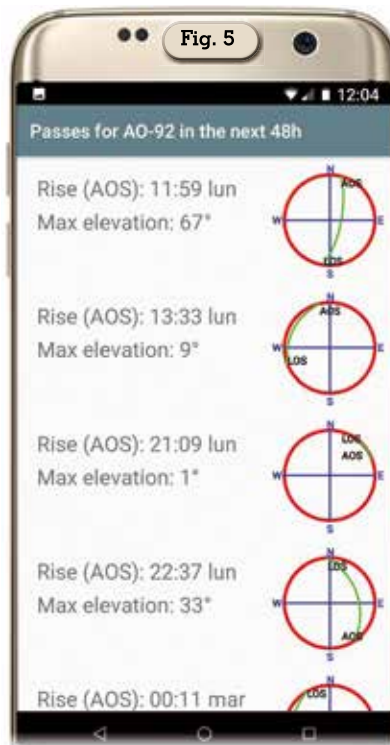 Fig. 5
12:04
Passes for AO-92 in the next 48h
Rise (AOS): 11:59 lun
Max elevation: 67°
N
AOS
W
E
LOS
S
Rise (AOS): 13:33 lun
Max elevation: 9°
N
AOS
W
E
LOS
S
Rise (AOS): 21:09 lun
Max elevation: 1°
N
LOS
AOS
W
E
S
Rise (AOS): 22:37 lun
Max elevation: 33°
N
LOS
W
E
AOS
S
Rise (AOS): 00:11 mar
N
LOS